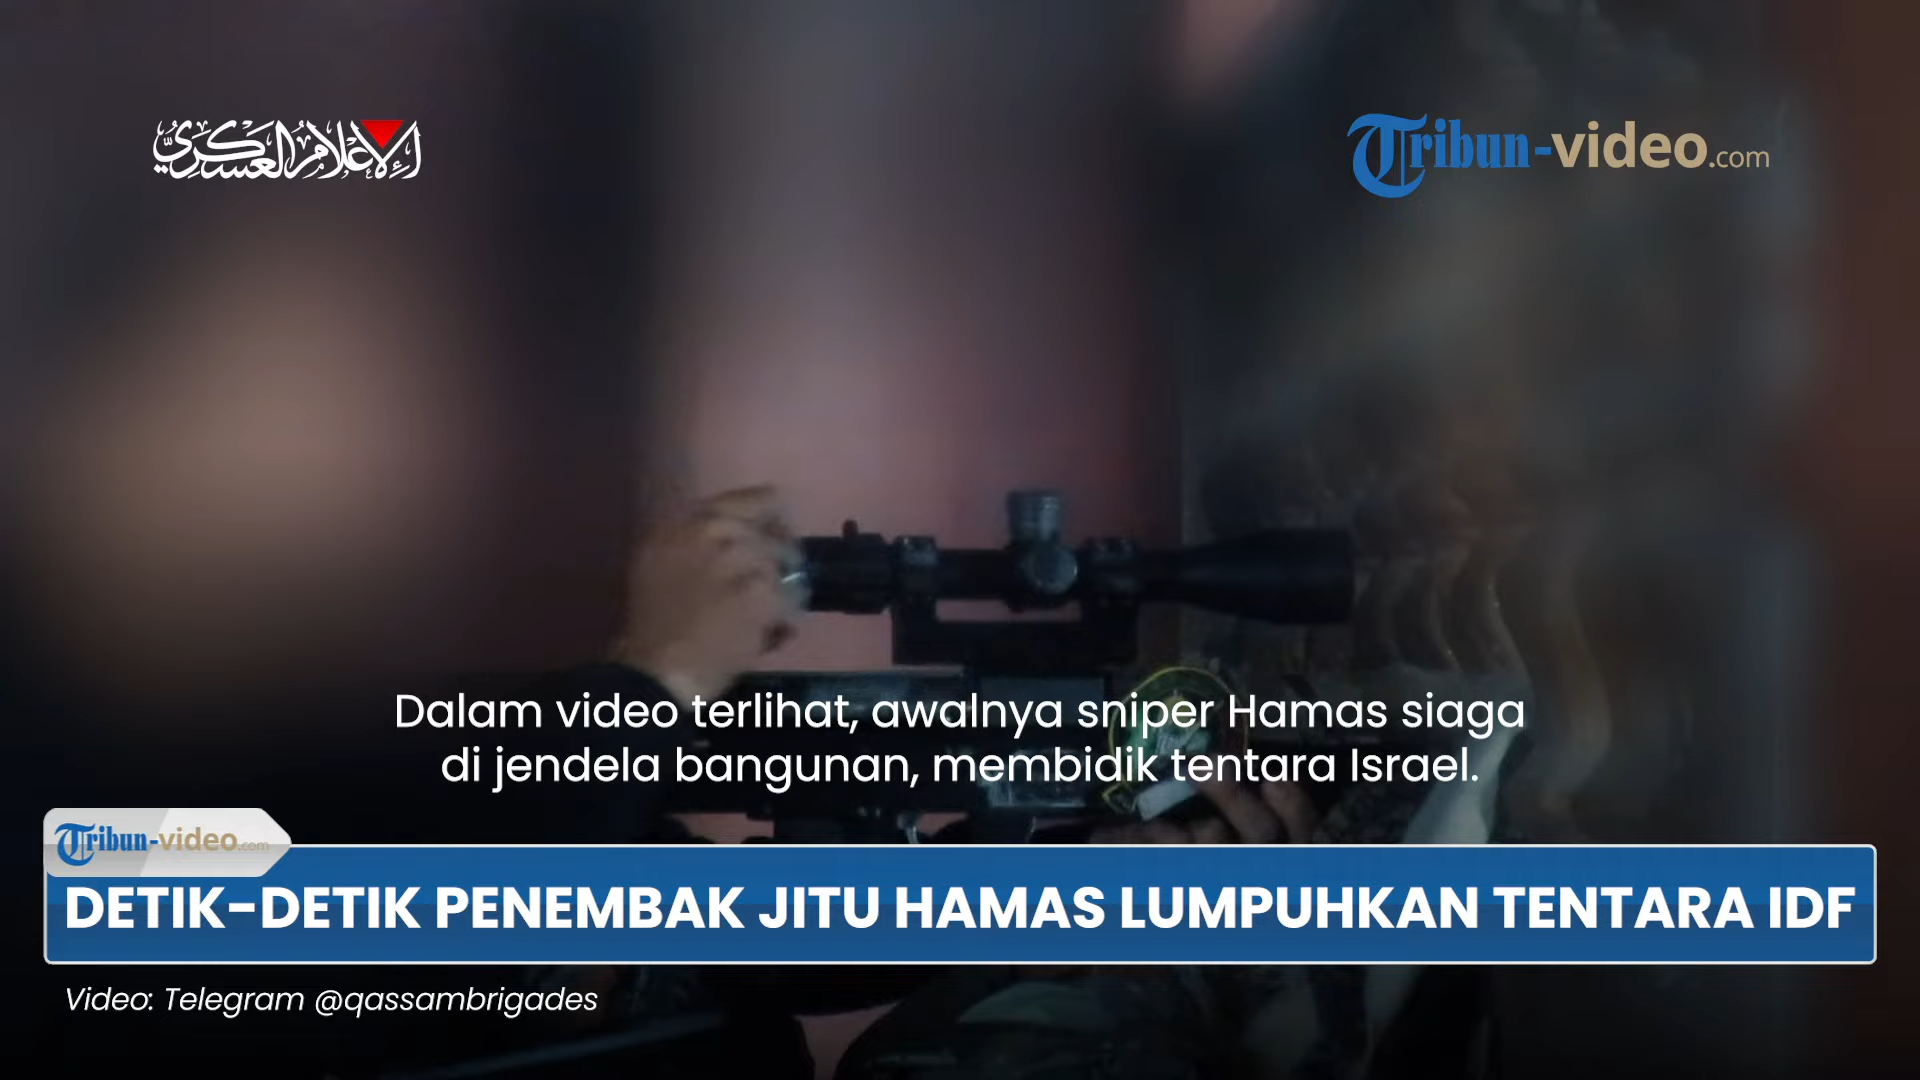 الإعلام العسكري
Tribun-video.com
Dalam video terlihat, awalnya sniper Hamas siaga
di jendela bangunan, membidik tentara Israel.
Tribun-video.com
DETIK-DETIK PENEMBAK JITU HAMAS LUMPUHKAN TENTARA IDF
Video: Telegram @qassambrigades